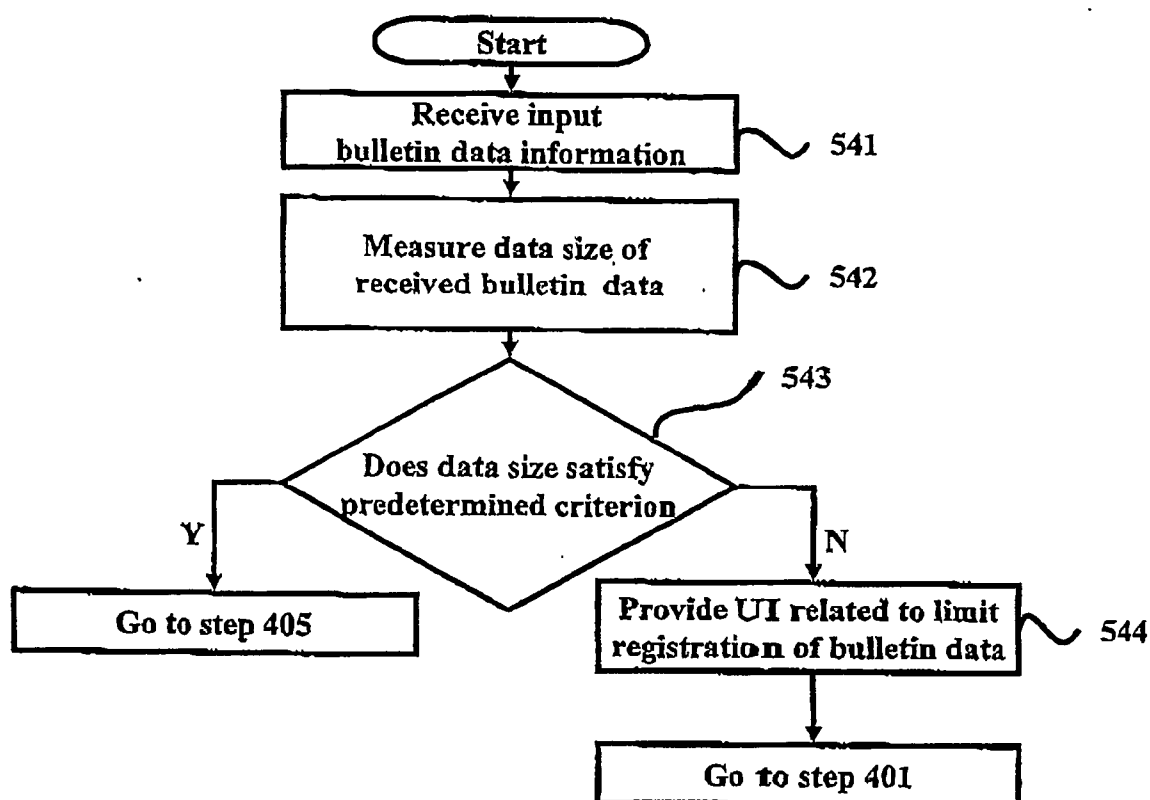 Start
Receive input
bulletin data information
541
Measure data size of
received bulletin data
542
543
Does data size satisfy
predetermined criterion
Y
N
Go to step 405
Provide UI related to limit
registration of bulletin data
544
Go to step 401